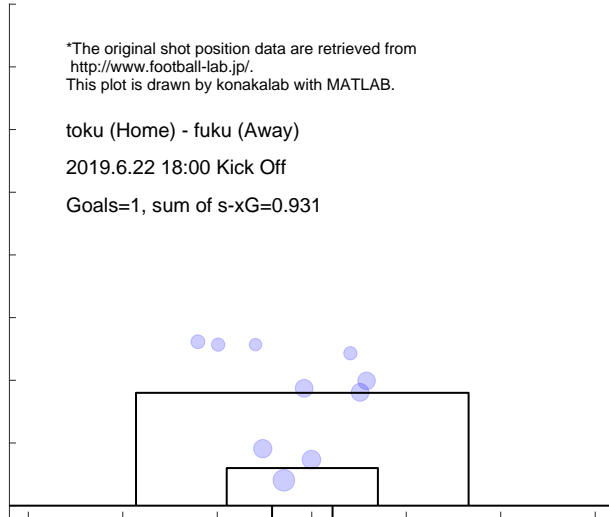 *The original shot position data are retrieved from
http://www.football-lab.jp/.
This plot is drawn by konakalab with MATLAB.
toku (Home) - fuku (Away)
2019.6.22 18:00 Kick Off
Goals=1, sum of s-xG=0.931